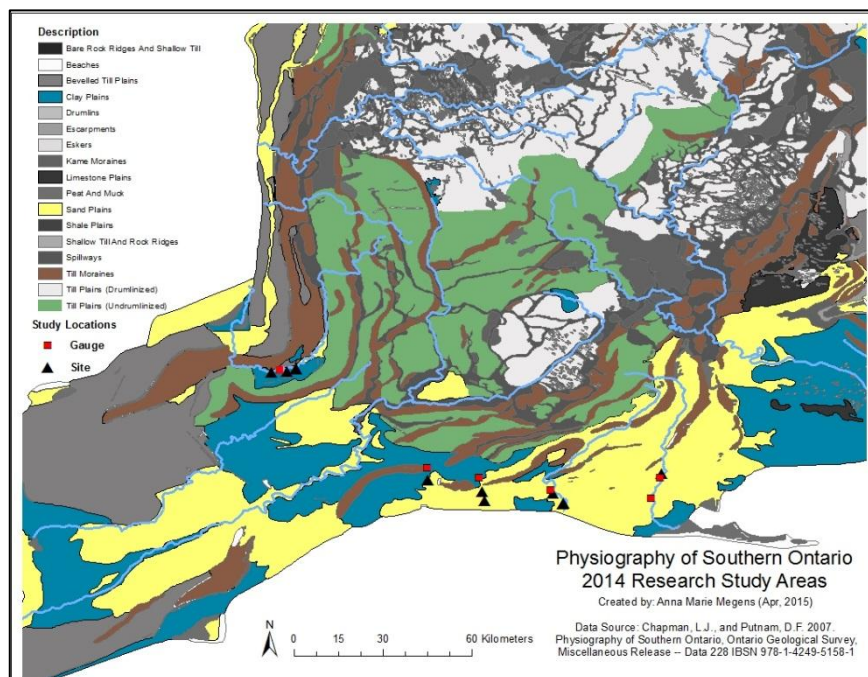 Description
Bare Rock Ridges And Shallow Till
Beaches
Bevelled Till Plains
Clay Plains
Drumlins
Escarpments
Eskers
Kame Moraines
Limestone Plains
Peat And Muck
Sand Plains
Shale Plains
Shallow Till And Rock Ridges
Spillways
Till Moraines
Till Plains (Drumlinized)
Till Plains (Undrumlinized)
Study Locations
Gauge
Site
N
0 15 30 60 Kilometers
Physiography of Southern Ontario
2014 Research Study Areas
Created by: Anna Marie Megens (Apr, 2015)
Data Source: Chapman, L.J., and Putnam, D.F. 2007.
Physiography of Southern Ontario, Ontario Geological Survey,
Miscellaneous Release -- Data 228 IBSN 978-1-4249-5158-1